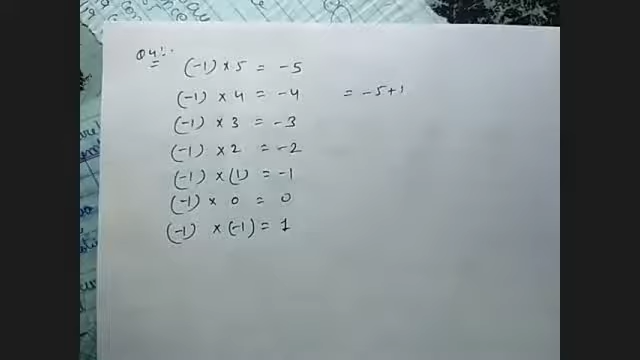 Q4:-
(-1) × 5 = -5
(-1) × 4 = -4 = -5+1
(-1) × 3 = -3
(-1) × 2 = -2
(-1) × (1) = -1
(-1) × 0 = 0
(-1) × (-1) = 1